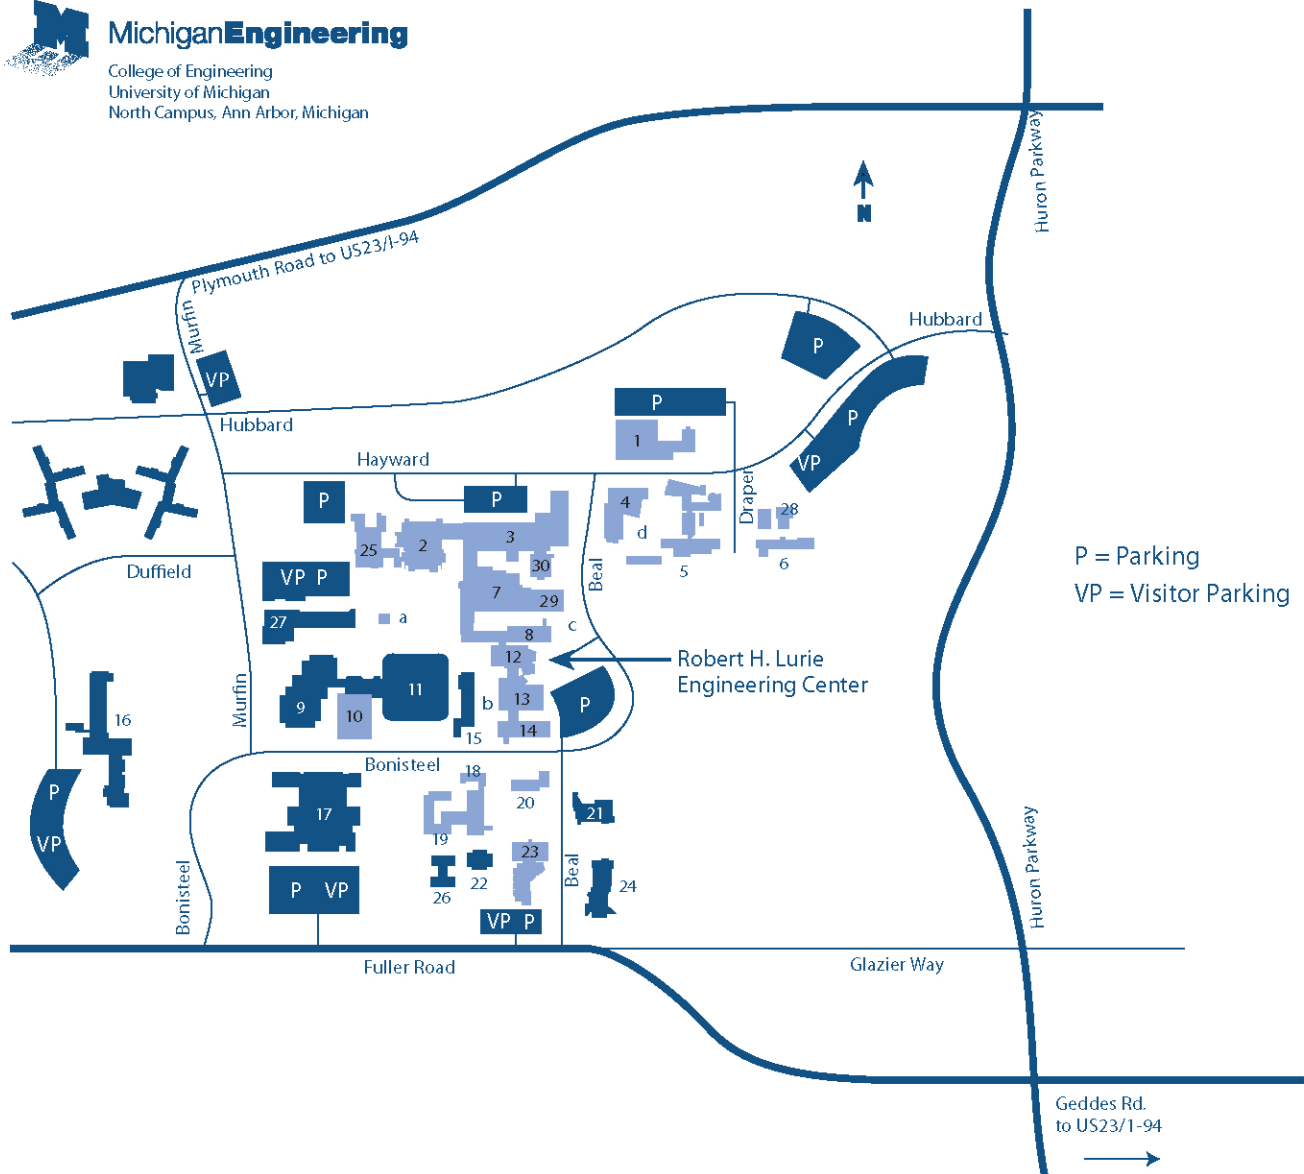 MichiganEngineering
College of Engineering
University of Michigan
North Campus, Ann Arbor, Michigan
Huron Parkway
N
Plymouth Road to US23/I-94
Murfin
Hubbard
P
VP
P
P
VP
Hubbard
1
Hayward
P
P
4
d
Draper
28
25
2
3
30
5
6
P = Parking
VP = Visitor Parking
Duffield
VP P
7
29
Beal
27
a
8
c
12
Robert H. Lurie
Engineering Center
9
10
11
b
13
P
14
15
16
Murfin
Bonisteel
P
VP
17
18
19
20
21
22
23
24
26
P VP
VP P
Beal
Bonisteel
Huron Parkway
Fuller Road
Glazier Way
Geddes Rd.
to US23/1-94